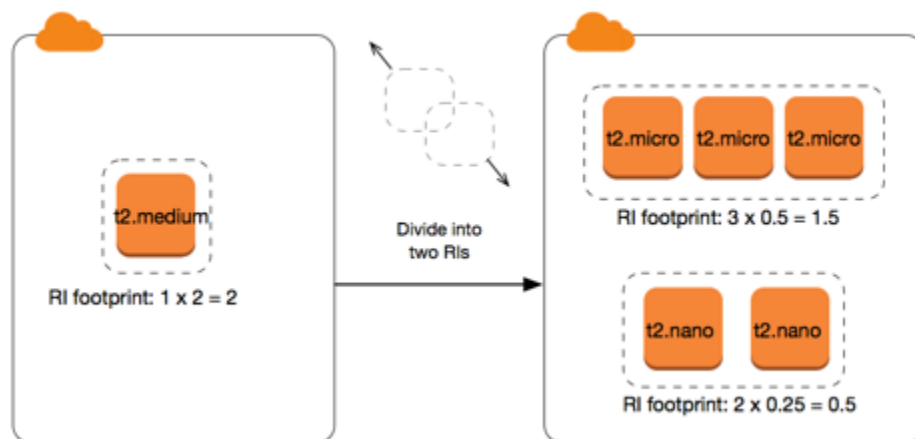 t2.medium
RI footprint: 1 x 2 = 2
Divide into
two RIs
t2.micro t2.micro t2.micro
RI footprint: 3 x 0.5 = 1.5
t2.nano t2.nano
RI footprint: 2 x 0.25 = 0.5